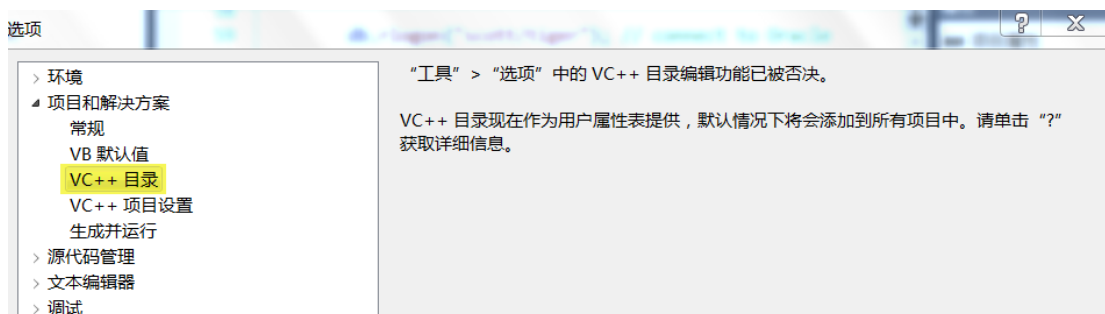 选项
环境
项目和解决方案
常规
VB 默认值
VC++ 目录
VC++ 项目设置
生成并运行
源代码管理
文本编辑器
调试
“工具” > “选项” 中的 VC++ 目录编辑功能已被否决。
VC++ 目录现在作为用户属性表提供，默认情况下将会添加到所有项目中。请单击“?”
获取详细信息。